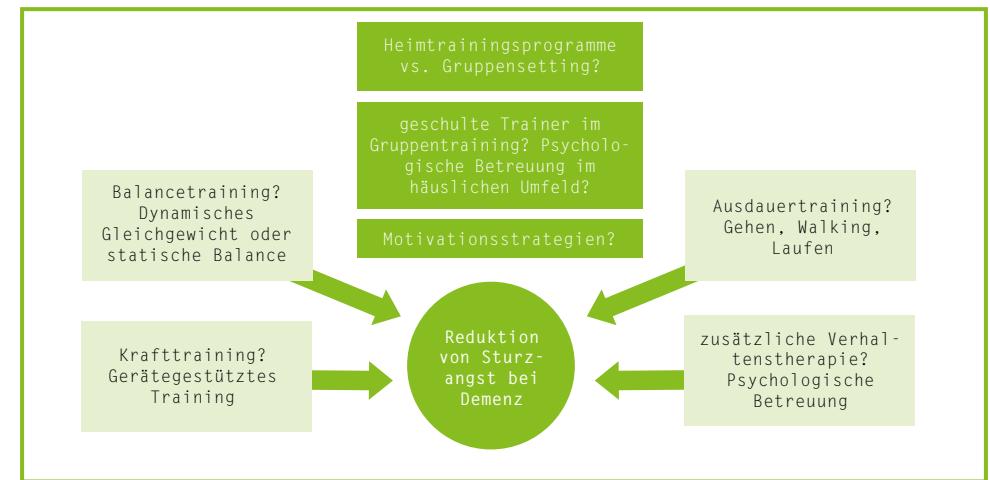 Heimtrainingsprogramme
vs. Gruppensetting?
geschulte Trainer im
Gruppentraining? Psycholo-
gische Betreuung im
häuslichen Umfeld?
Motivationsstrategien?
Balancetraining?
Dynamisches
Gleichgewicht oder
statische Balance
Ausdauertraining?
Gehen, Walking,
Laufen
Krafttraining?
Gerätegestütztes
Training
Reduktion
von Sturz-
angst bei
Demenz
zusätzliche Verhal-
tenstherapie?
Psychologische
Betreuung